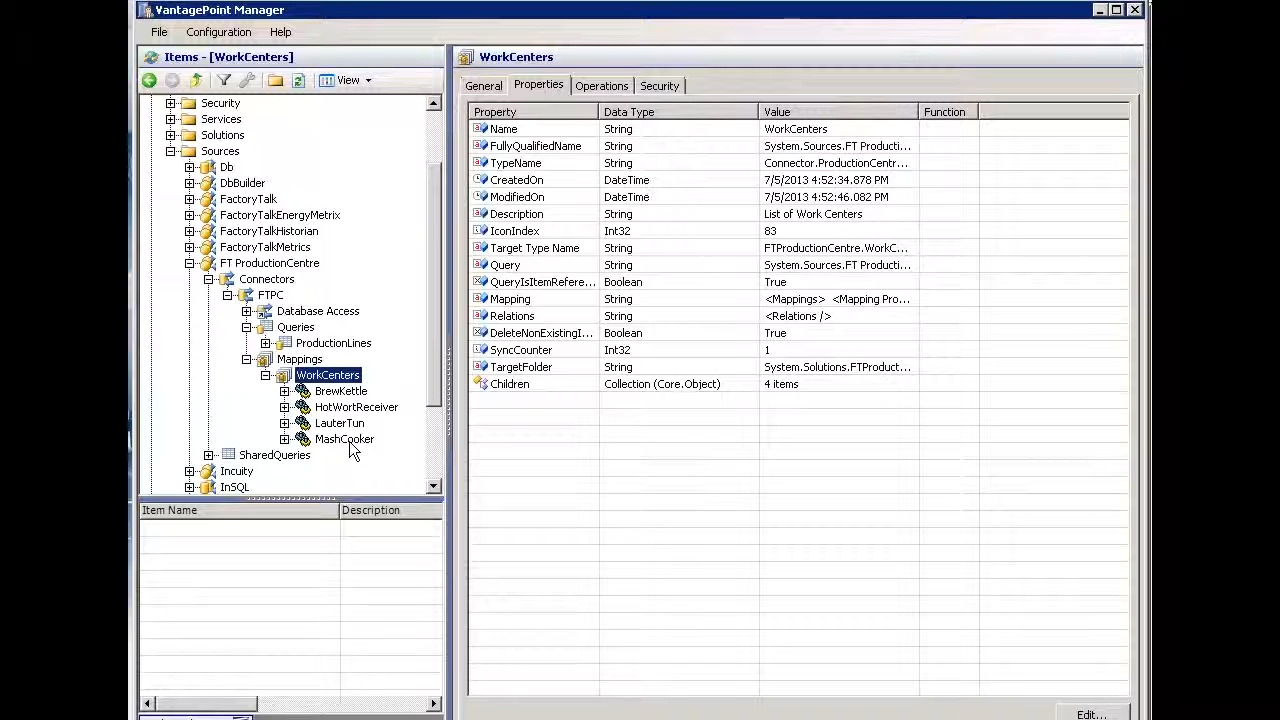 VantagePoint Manager
File Configuration Help
Items - [WorkCenters]
View
Security
Services
Solutions
Sources
Db
DbBuilder
FactoryTalk
FactoryTalkEnergyMetrix
FactoryTalkHistorian
FactoryTalkMetrics
FT ProductionCentre
Connectors
FTPC
Database Access
Queries
ProductionLines
Mappings
WorkCenters
BrewKettle
HotWortReceiver
LauterTun
MashCooker
SharedQueries
Incuity
InSQL
Item Name Description
WorkCenters
General Properties Operations Security
Property Data Type Value Function
Name String WorkCenters
FullyQualifiedName String System.Sources.FT Producti...
TypeName String Connector.ProductionCentr...
CreatedOn DateTime 7/5/2013 4:52:34.878 PM
ModifiedOn DateTime 7/5/2013 4:52:46.082 PM
Description String List of Work Centers
IconIndex Int32 83
Target Type Name String FTProductionCentre.WorkC...
Query String System.Sources.FT Producti...
QueryIsItemRefere... Boolean True
Mapping String <Mappings> <Mapping Pro...
Relations String <Relations />
DeleteNonExistingI... Boolean True
SyncCounter Int32 1
TargetFolder String System.Solutions.FTProduct...
Children Collection (Core.Object) 4 items
Edit...